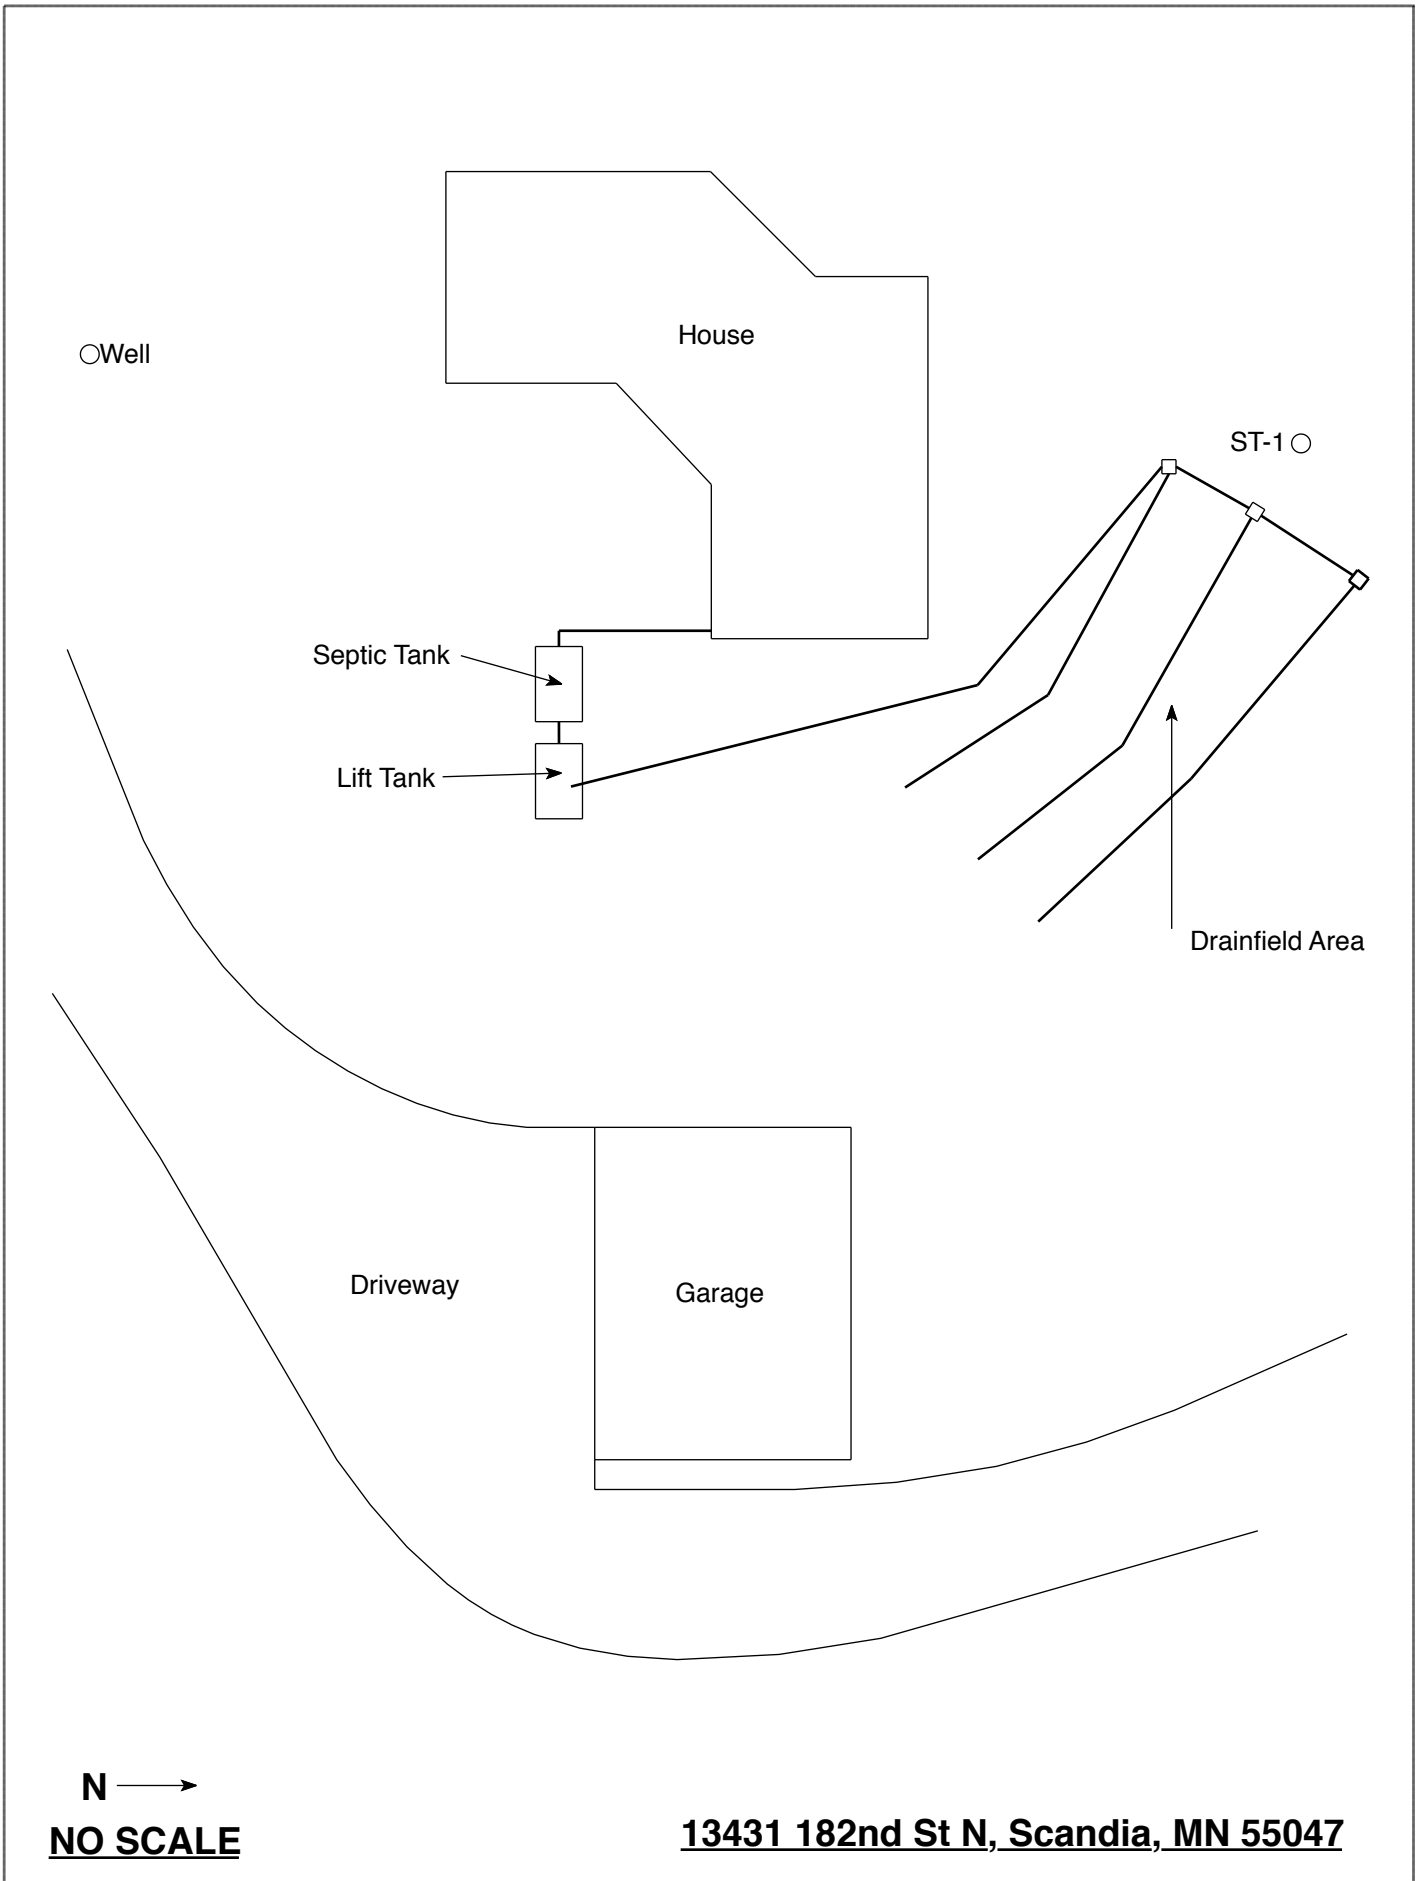 House
Well
ST-1
Septic Tank
Lift Tank
Drainfield Area
Driveway
Garage
N
NO SCALE
13431 182nd St N, Scandia, MN 55047